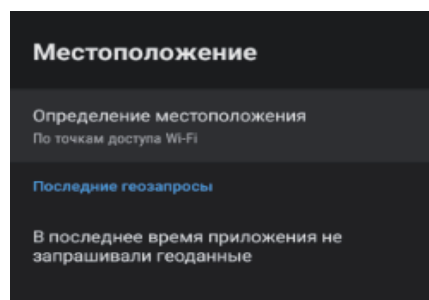 Местоположение
Определение местоположения
По точкам доступа Wi-Fi
Последние геозапросы
В последнее время приложения не
запрашивали геоданные